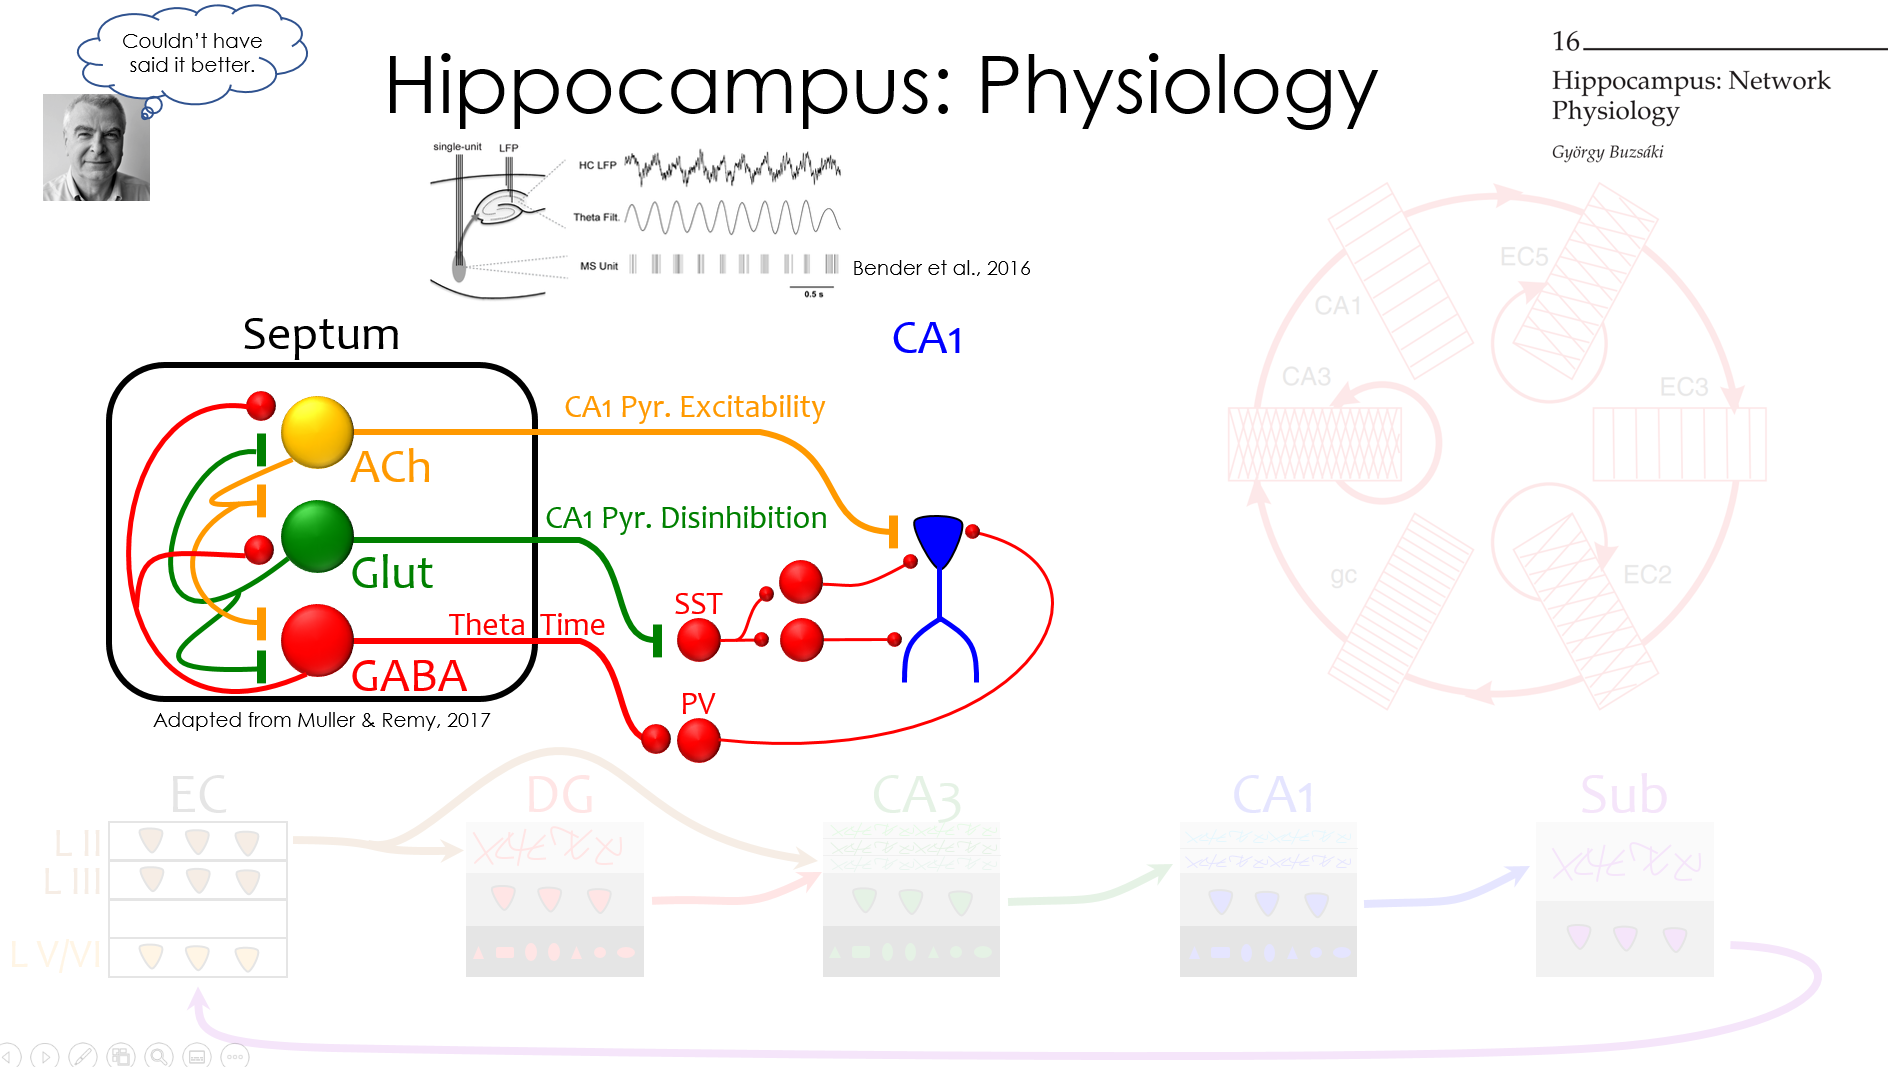 Couldn't have
said it better.
Hippocampus: Physiology
16
Hippocampus: Network
Physiology
György Buzsáki
single-unit
LFP
HC LFP
Theta Filt.
MS Unit
0.5 s
Bender et al., 2016
Septum
CA1
ACh
Glut
GABA
CA1 Pyr. Excitability
CA1 Pyr. Disinhibition
Theta Time
SST
PV
Adapted from Muller & Remy, 2017
EC5
CA1
CA3
EC3
gc
EC2
EC
DG
CA3
CA1
Sub
L II
L III
L V/VI